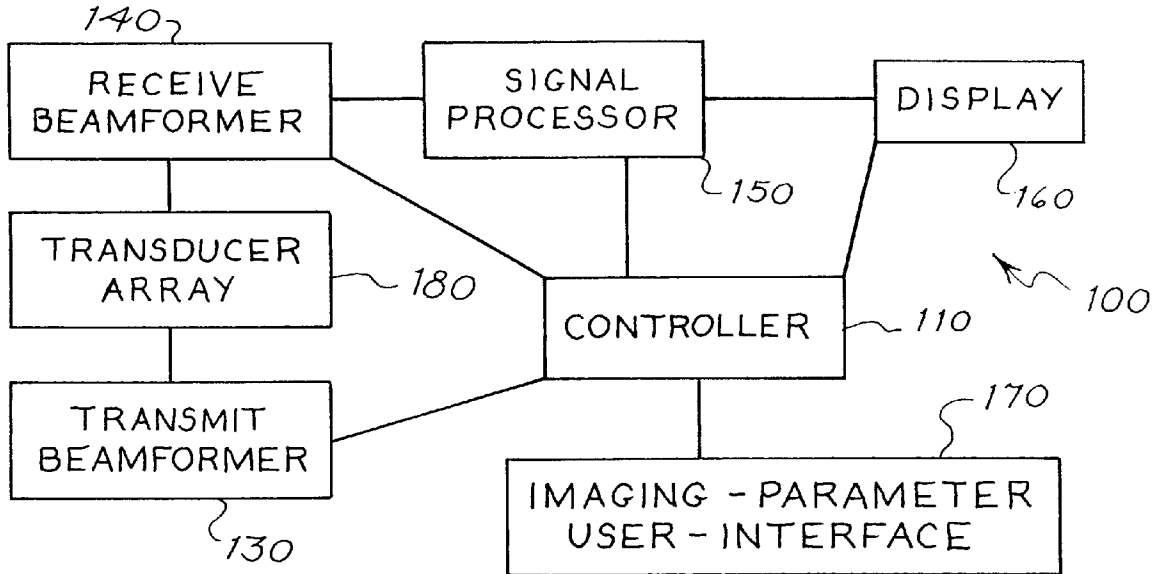 140
RECEIVE
BEAMFORMER
SIGNAL
PROCESSOR
150
DISPLAY
160
TRANSDUCER
ARRAY
180
CONTROLLER
110
100
TRANSMIT
BEAMFORMER
130
170
IMAGING - PARAMETER
USER - INTERFACE